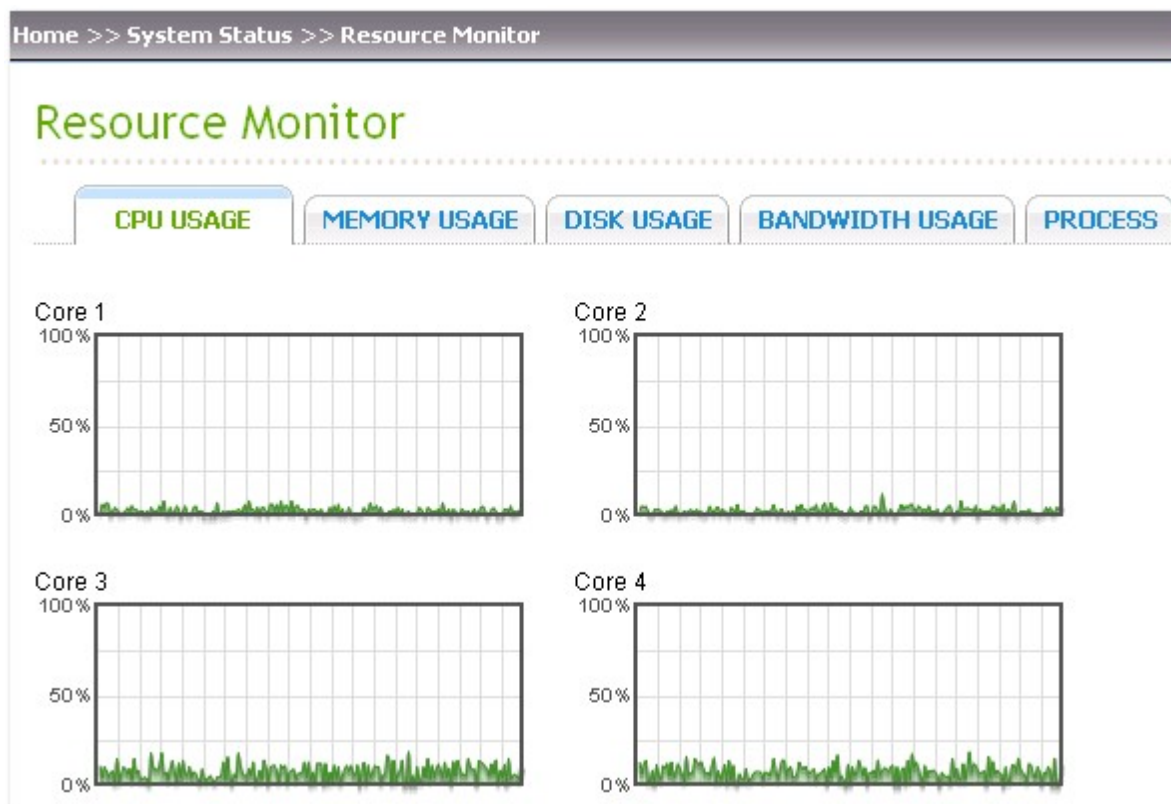 Home >> System Status >> Resource Monitor
Resource Monitor
CPU USAGE MEMORY USAGE DISK USAGE BANDWIDTH USAGE PROCESS
Core 1 Core 2
100% 100%
50% 50%
0% 0%
Core 3 Core 4
100% 100%
50% 50%
0% 0%